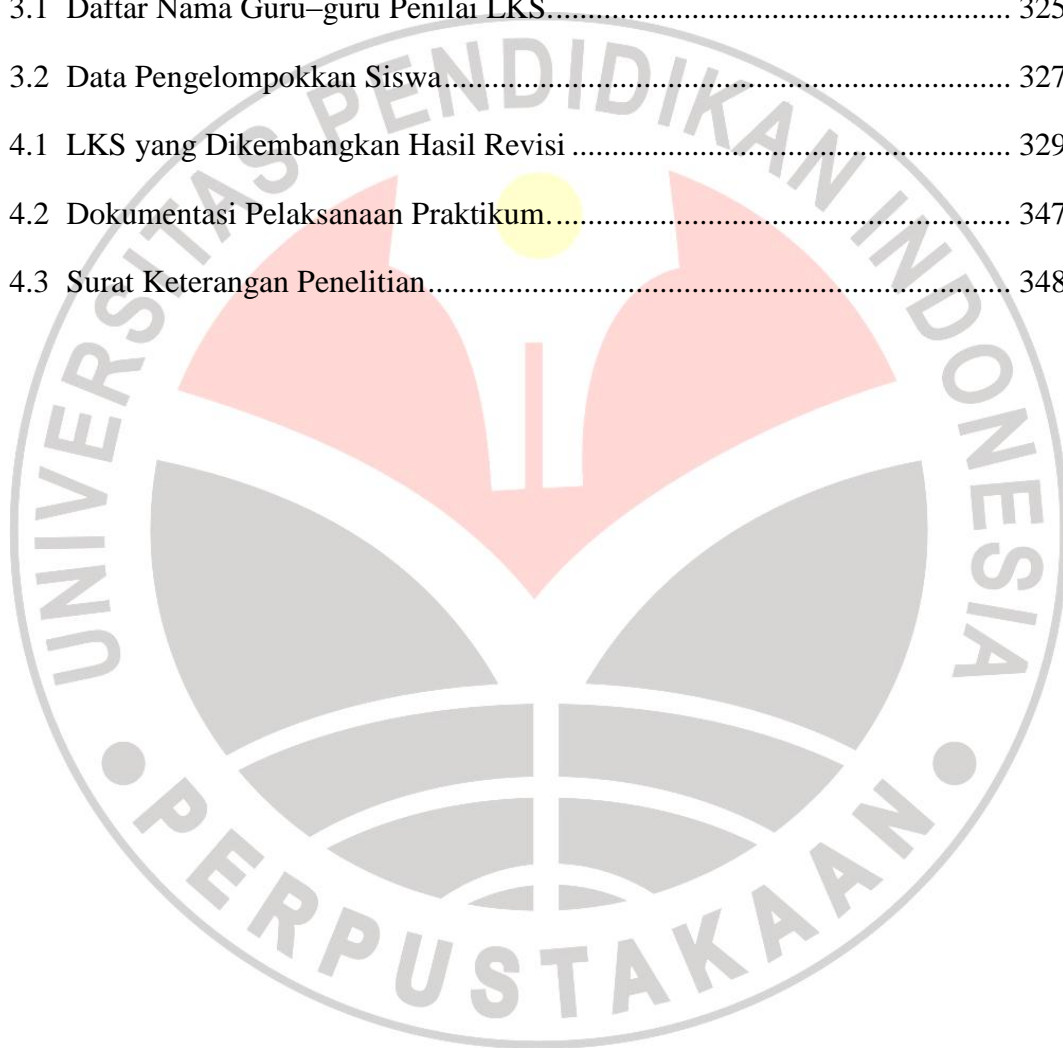 3.1 Daftar Nama Guru–guru Penilai LKS........................................................ 325
3.2 Data Pengelompokkan Siswa..................................................................... 327
4.1 LKS yang Dikembangkan Hasil Revisi ..................................................... 329
4.2 Dokumentasi Pelaksanaan Praktikum........................................................ 347
4.3 Surat Keterangan Penelitian....................................................................... 348
UNIVERSITAS PENDIDIKAN INDONESIA
• PERPUSTAKAAN •